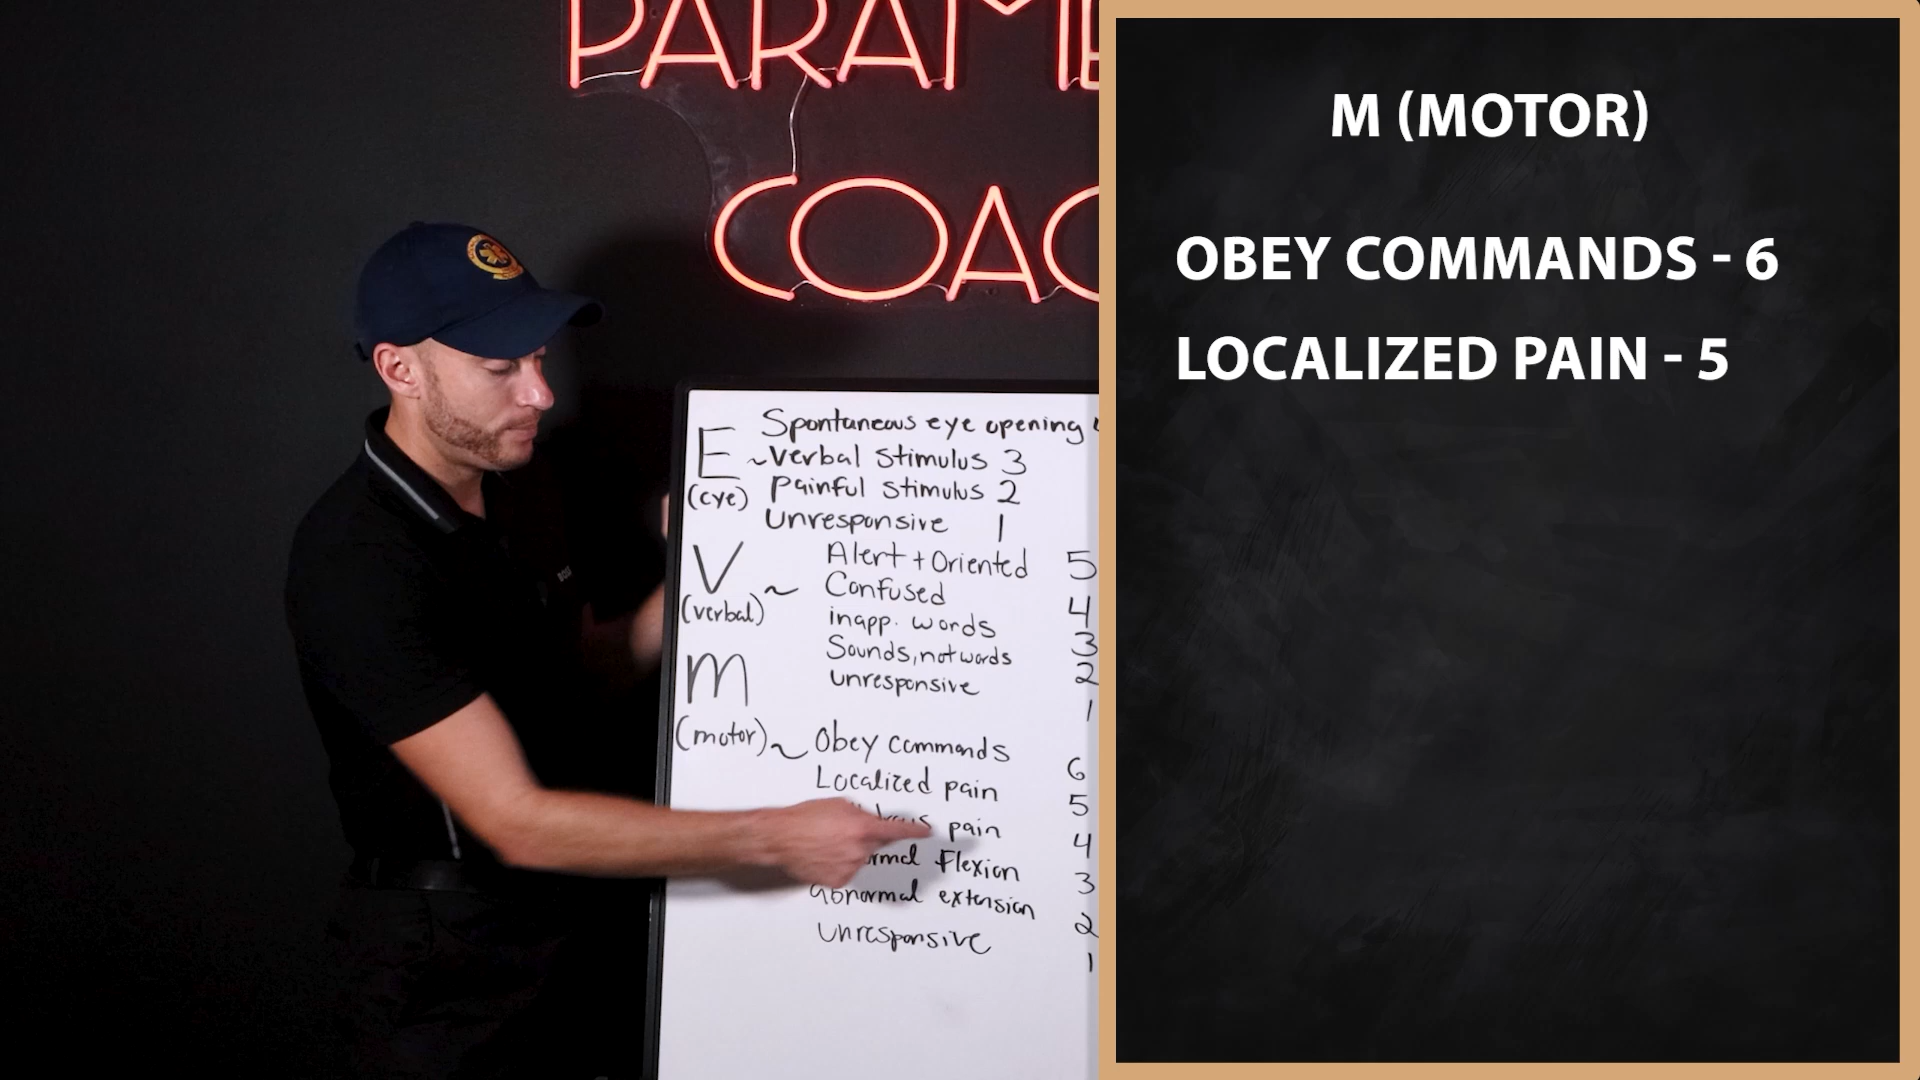 PARAME
COAC
E
(eye)
Spontaneous eye opening
~Verbal Stimulus 3
Painful Stimulus 2
Unresponsive 1
V
(verbal) ~
Alert + Oriented 5
Confused 4
inapp. words 3
Sounds, not words 2
unresponsive 1
M
(motor) ~
Obey commands 6
Localized pain 5
pain 4
Flexion 3
abnormal extension 2
Unresponsive 1
M (MOTOR)
OBEY COMMANDS - 6
LOCALIZED PAIN - 5